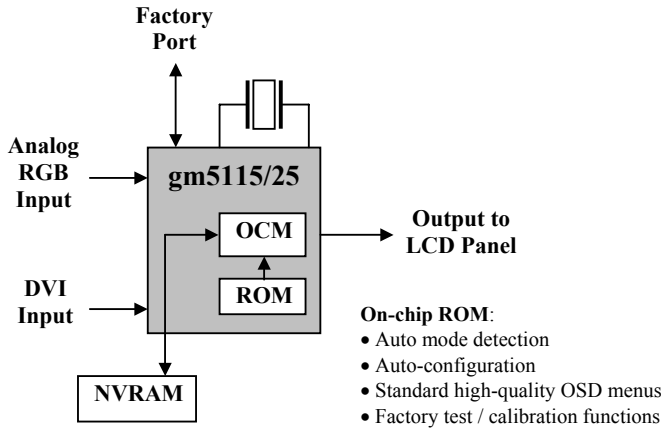 Factory
Port
Analog
RGB
Input
gm5115/25
OCM
ROM
Output to
LCD Panel
DVI
Input
NVRAM
On-chip ROM:
• Auto mode detection
• Auto-configuration
• Standard high-quality OSD menus
• Factory test / calibration functions